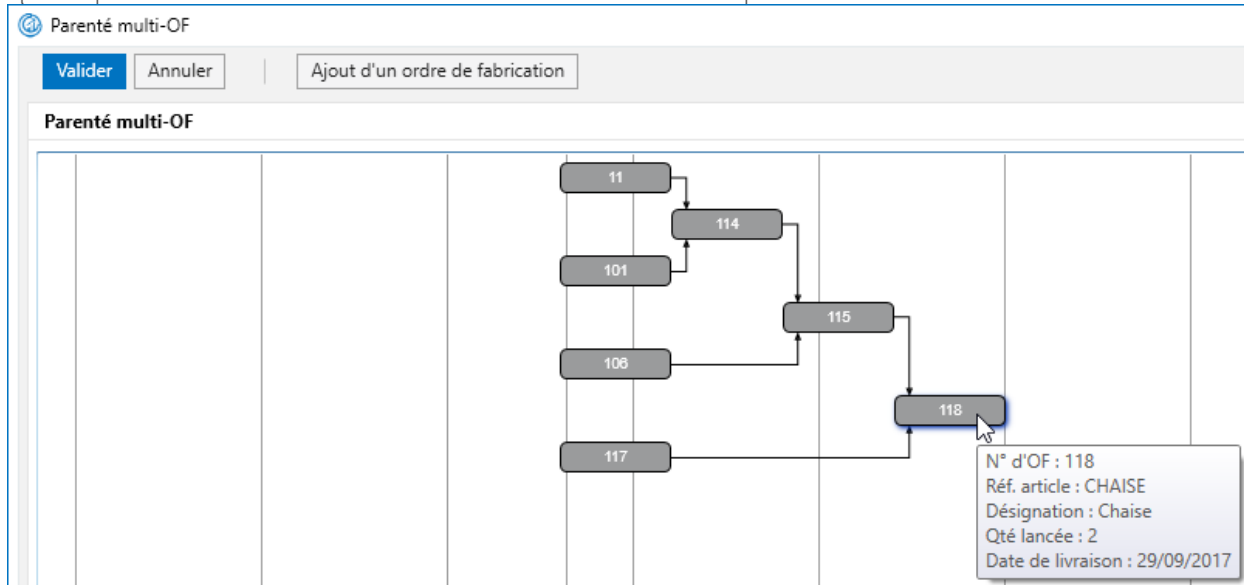 Parenté multi-OF
Valider Annuler Ajout d'un ordre de fabrication
Parenté multi-OF
11
114
101
115
106
118
117
N° d'OF : 118
Réf. article : CHAISE
Désignation : Chaise
Qté lancée : 2
Date de livraison : 29/09/2017